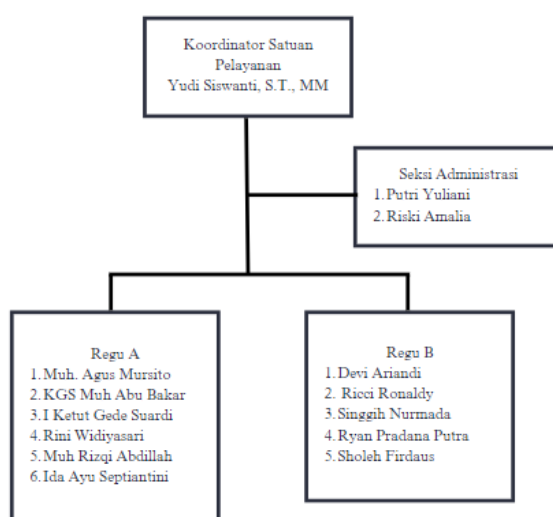 Koordinator Satuan
Pelayanan
Yudi Siswanti, S.T., MM
Seksi Administrasi
1. Putri Yuliani
2. Riski Amalia
Regu A
1. Muh. Agus Mursito
2. KGS Muh Abu Bakar
3. I Ketut Gede Suardi
4. Rini Widiyasari
5. Muh Rizqi Abdillah
6. Ida Ayu Septiantini
Regu B
1. Devi Ariandi
2. Ricci Ronaldy
3. Singgih Nurmada
4. Ryan Pradana Putra
5. Sholeh Firdaus